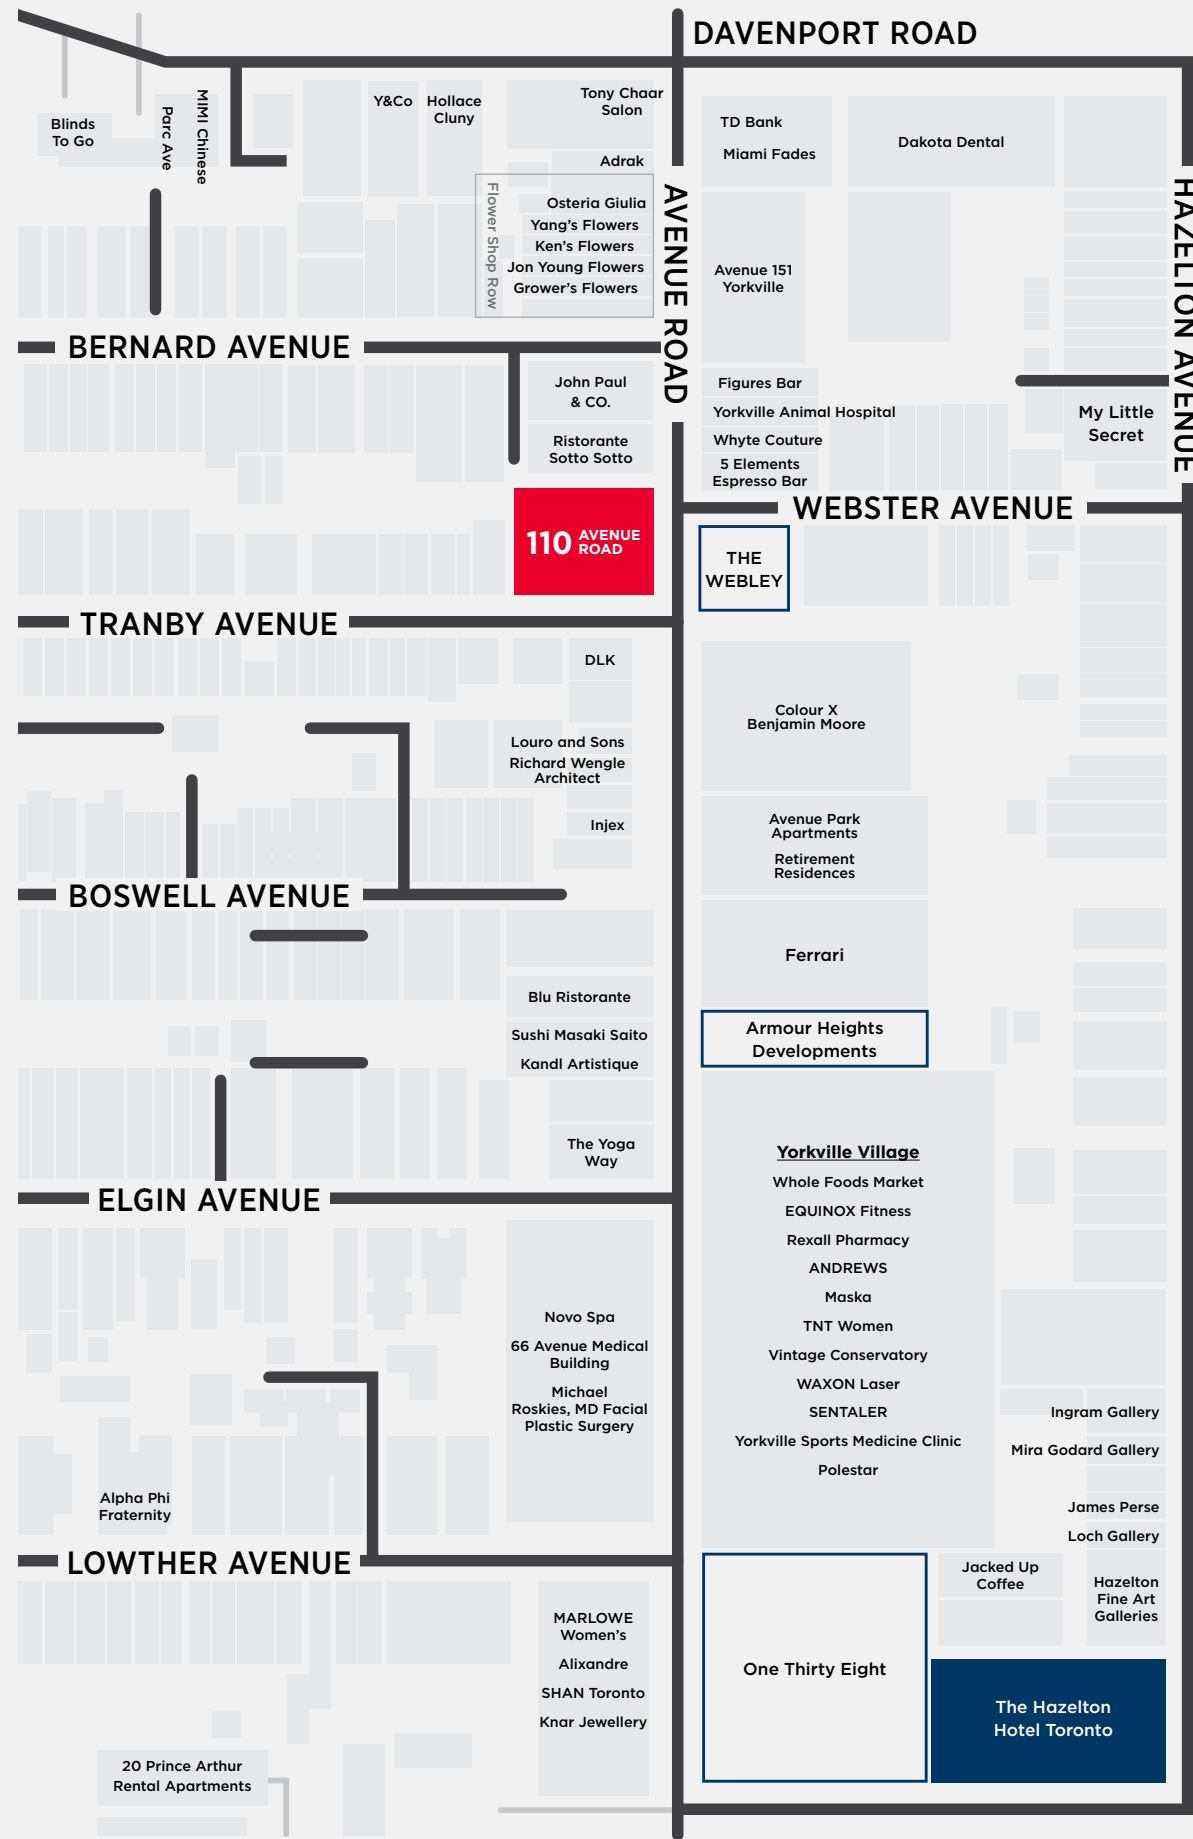 DAVENPORT ROAD
Blinds
To Go
Parc Ave
MIMI Chinese
Y&Co
Hollace
Cluny
Tony Chaar
Salon
Adrak
Flower Shop Row
Osteria Giulia
Yang's Flowers
Ken's Flowers
Jon Young Flowers
Grower's Flowers
AVENUE ROAD
TD Bank
Miami Fades
Dakota Dental
Avenue 151
Yorkville
HAZELTON AVENUE
BERNARD AVENUE
John Paul
& CO.
Ristorante
Sotto Sotto
Figures Bar
Yorkville Animal Hospital
Whyte Couture
5 Elements
Espresso Bar
My Little
Secret
WEBSTER AVENUE
110 AVENUE
ROAD
THE
WEBLEY
TRANBY AVENUE
DLK
Louro and Sons
Richard Wengle
Architect
Injex
Colour X
Benjamin Moore
Avenue Park
Apartments
Retirement
Residences
BOSWELL AVENUE
Ferrari
Blu Ristorante
Sushi Masaki Saito
Kandl Artistique
The Yoga
Way
Armour Heights
Developments
ELGIN AVENUE
Yorkville Village
Whole Foods Market
EQUINOX Fitness
Rexall Pharmacy
ANDREWS
Maska
TNT Women
Vintage Conservatory
WAXON Laser
SENTALER
Yorkville Sports Medicine Clinic
Polestar
Novo Spa
66 Avenue Medical
Building
Michael
Roskies, MD Facial
Plastic Surgery
Alpha Phi
Fraternity
Ingram Gallery
Mira Godard Gallery
James Perse
Loch Gallery
LOWTHER AVENUE
Jacked Up
Coffee
Hazelton
Fine Art
Galleries
MARLOWE
Women's
Alixandre
SHAN Toronto
Knar Jewellery
One Thirty Eight
The Hazelton
Hotel Toronto
20 Prince Arthur
Rental Apartments